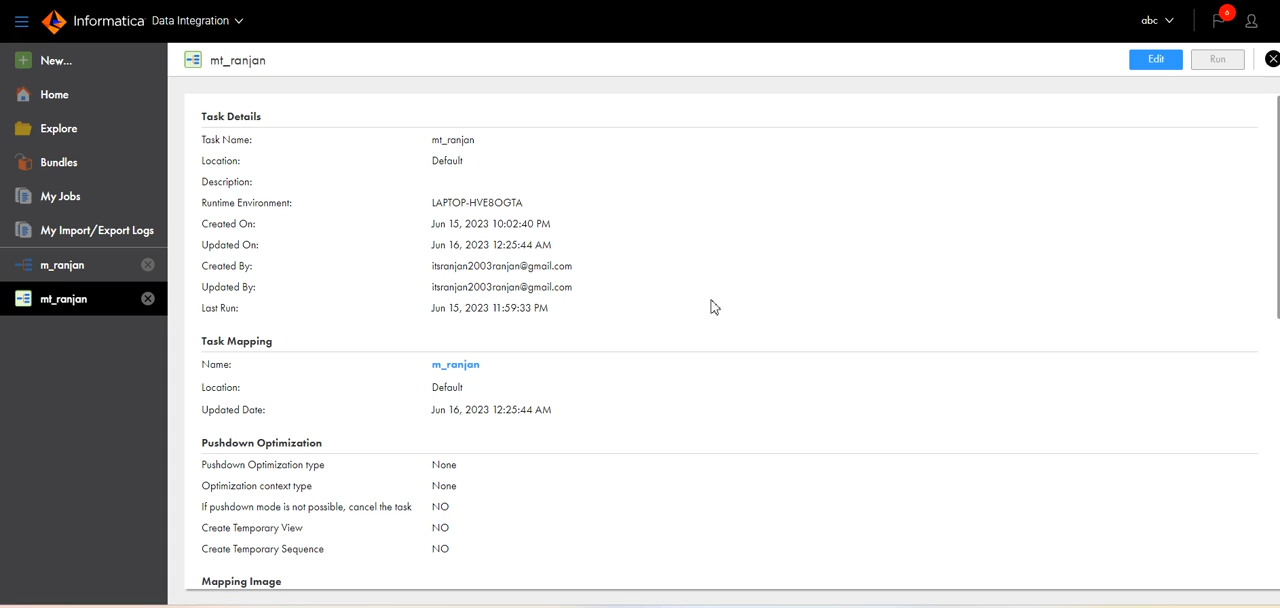 Informatica Data Integration
abc
6
New...
Home
Explore
Bundles
My Jobs
My Import/Export Logs
m_ranjan
mt_ranjan
mt_ranjan
Edit
Run
Task Details
Task Name: mt_ranjan
Location: Default
Description:
Runtime Environment: LAPTOP-HVE8OGTA
Created On: Jun 15, 2023 10:02:40 PM
Updated On: Jun 16, 2023 12:25:44 AM
Created By: itsranjan2003ranjan@gmail.com
Updated By: itsranjan2003ranjan@gmail.com
Last Run: Jun 15, 2023 11:59:33 PM
Task Mapping
Name: m_ranjan
Location: Default
Updated Date: Jun 16, 2023 12:25:44 AM
Pushdown Optimization
Pushdown Optimization type None
Optimization context type None
If pushdown mode is not possible, cancel the task NO
Create Temporary View NO
Create Temporary Sequence NO
Mapping Image